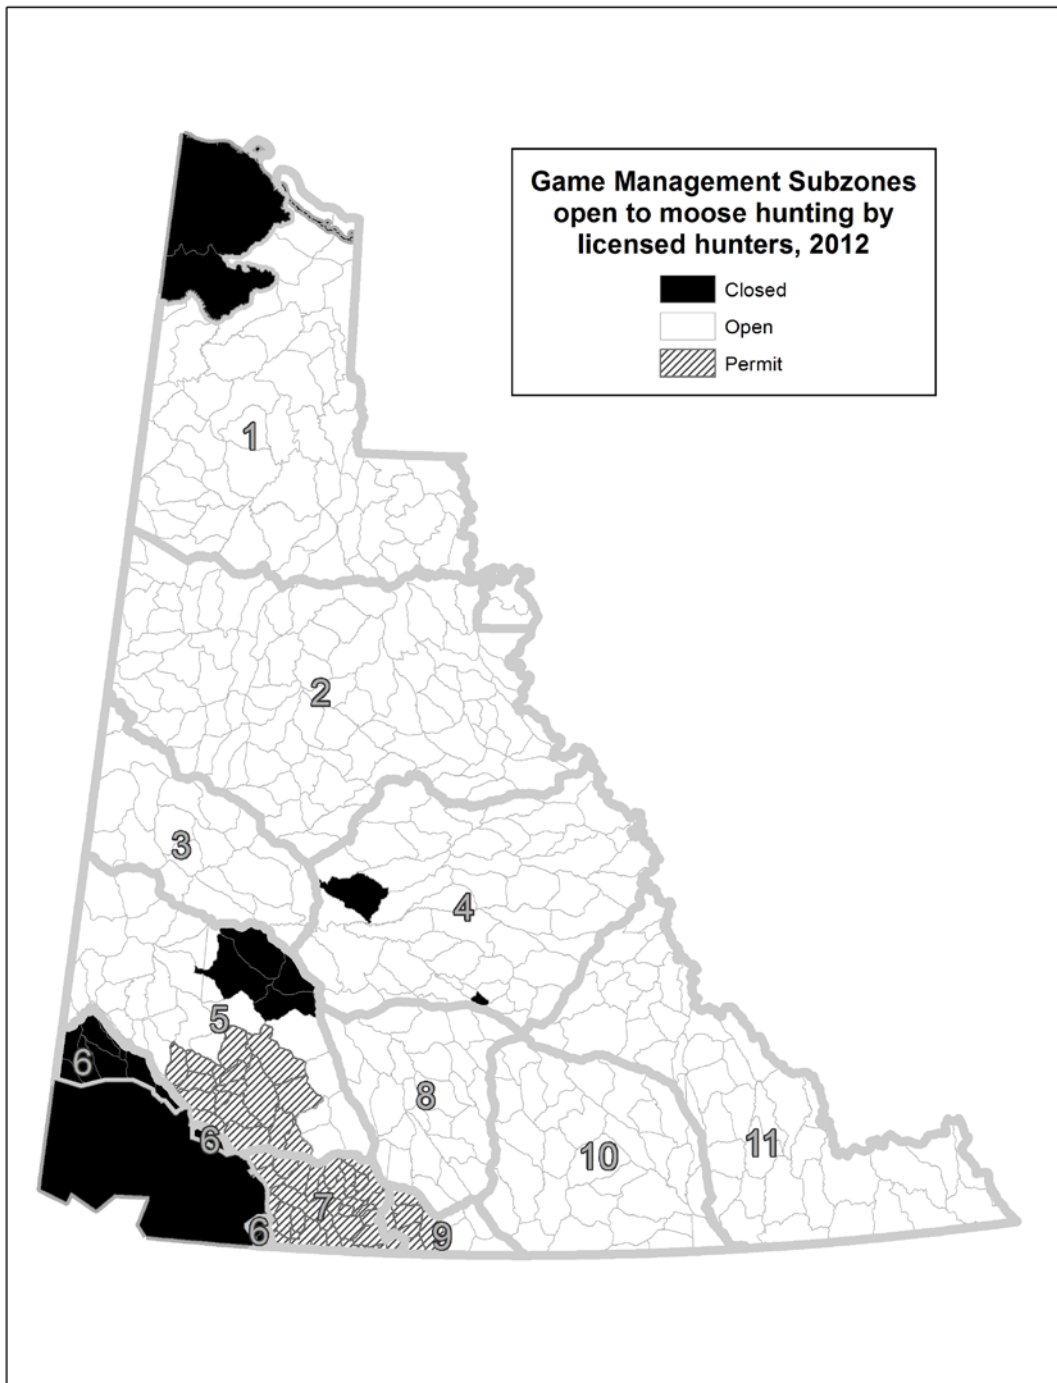 Game Management Subzones
open to moose hunting by
licensed hunters, 2012
Closed
Open
Permit
1
2
3
4
5
6
8
6
10
11
7
6
9